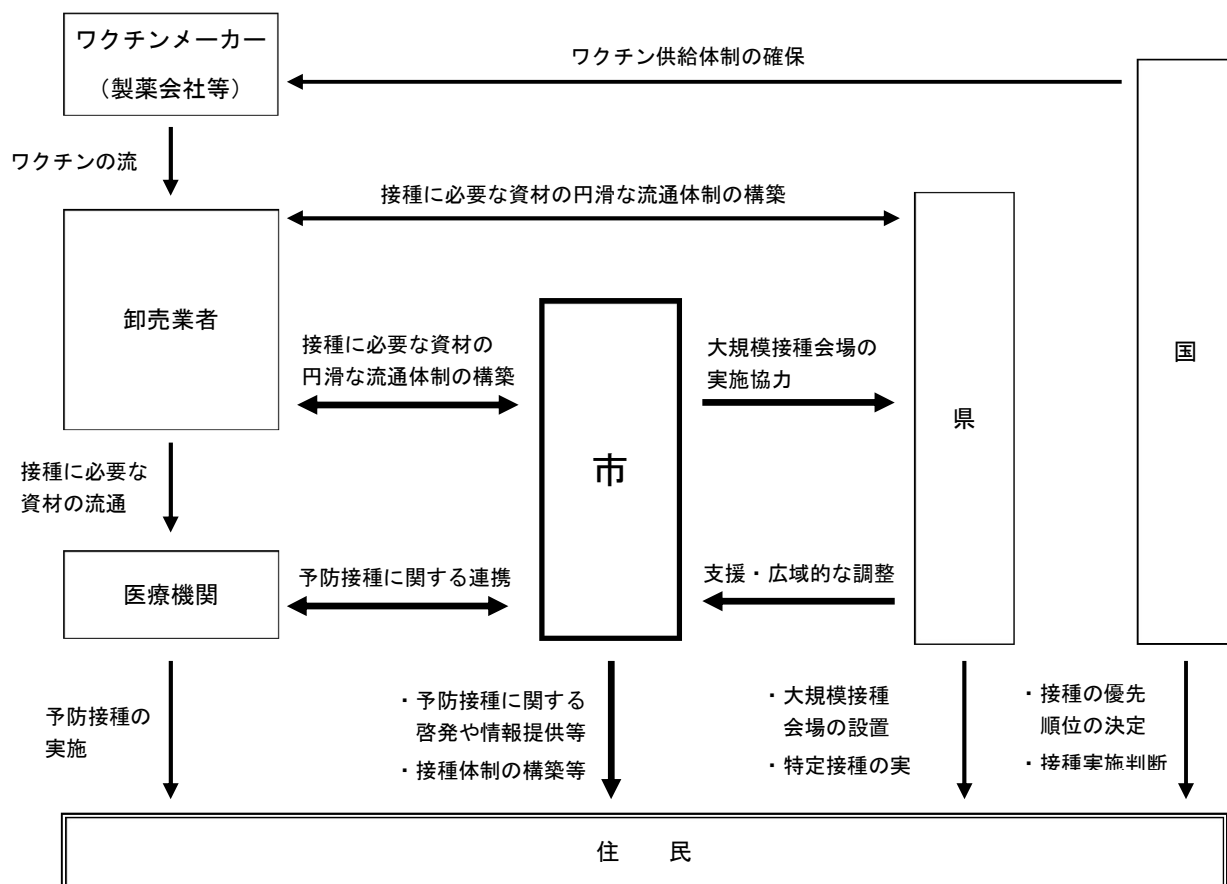 ワクチンメーカー
（製薬会社等）
ワクチン供給体制の確保
ワクチンの流
接種に必要な資材の円滑な流通体制の構築
卸売業者
接種に必要な資材の
円滑な流通体制の構築
大規模接種会場の
実施協力
国
県
市
接種に必要な
資材の流通
医療機関
予防接種に関する連携
支援・広域的な調整
予防接種の
実施
・予防接種に関する
啓発や情報提供等
・接種体制の構築等
・大規模接種
会場の設置
・特定接種の実
・接種の優先
順位の決定
・接種実施判断
住　　民